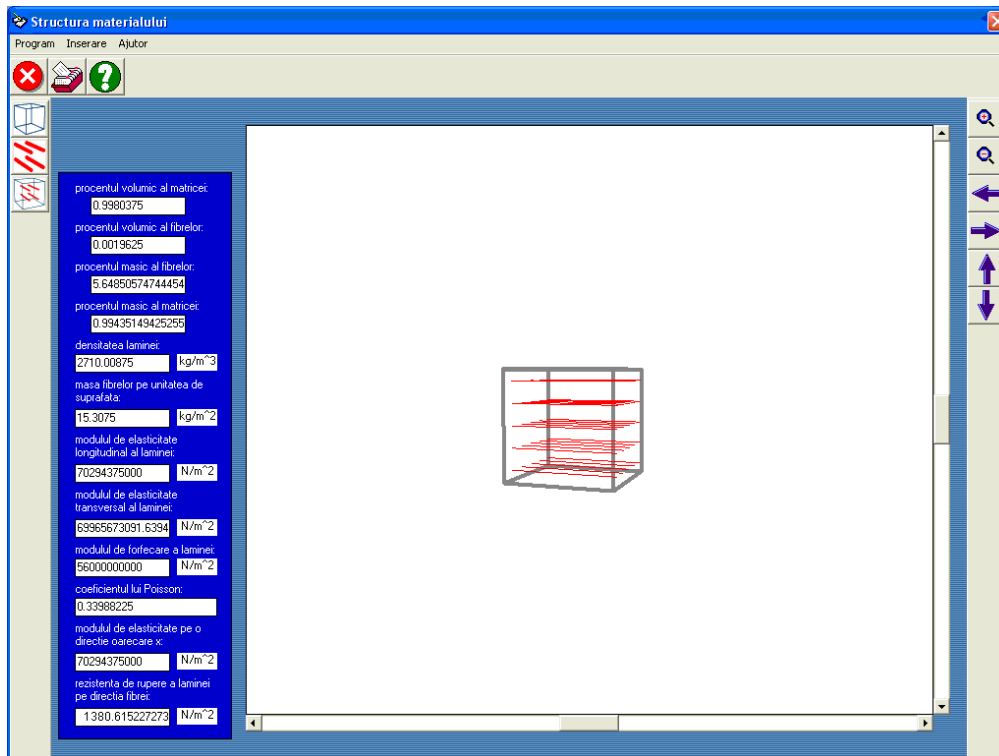 Structura materialului
Program Inserare Ajutor
procentul volumic al matricei:
0.9980375
procentul volumic al fibrelor:
0.0019625
procentul masic al fibrelor:
5.64850574744454
procentul masic al matricei:
0.99435149425255
densitatea laminei:
2710.00875 kg/m^3
masa fibrelor pe unitatea de
suprafata:
15.3075 kg/m^2
modulul de elasticitate
longitudinal al laminei:
70294375000 N/m^2
modulul de elasticitate
transversal al laminei:
69965673091.6394 N/m^2
modulul de forfecare a laminei:
56000000000 N/m^2
coeficientul lui Poisson:
0.33988225
modulul de elasticitate pe o
directie oarecare x:
70294375000 N/m^2
rezistenta de rupere a laminei
pe directia fibrei:
1380.615227273 N/m^2